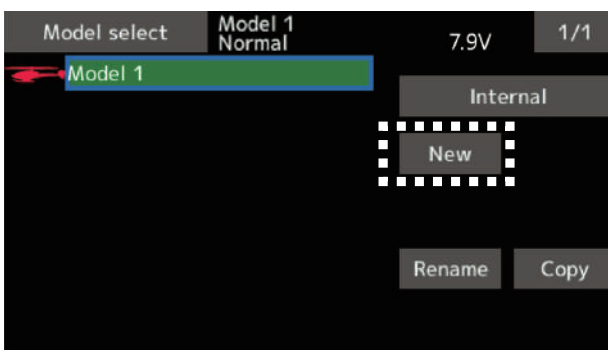 Model select
Model 1
Normal
7.9V
1/1
Model 1
Internal
New
Rename
Copy